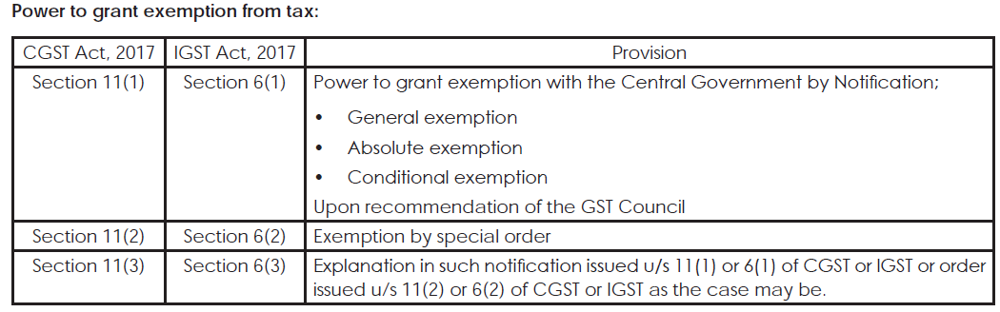 Power to grant exemption from tax:
CGST Act, 2017 IGST Act, 2017 Provision
Section 11(1) Section 6(1) Power to grant exemption with the Central Government by Notification;
• General exemption
• Absolute exemption
• Conditional exemption
Upon recommendation of the GST Council
Section 11(2) Section 6(2) Exemption by special order
Section 11(3) Section 6(3) Explanation in such notification issued u/s 11(1) or 6(1) of CGST or IGST or order
issued u/s 11(2) or 6(2) of CGST or IGST as the case may be.